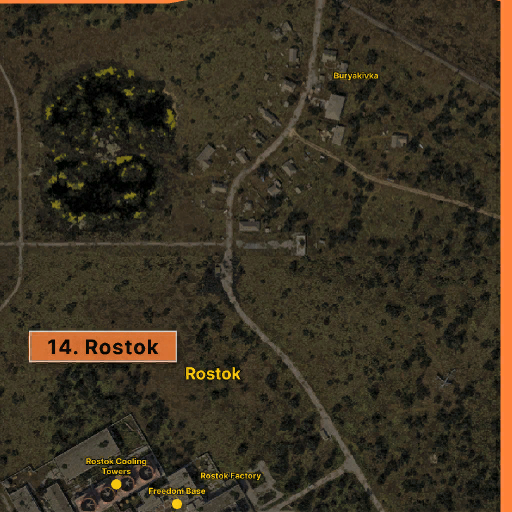 Buryakivka
14. Rostok
Rostok
Rostok Cooling
Towers
Rostok Factory
Freedom Base